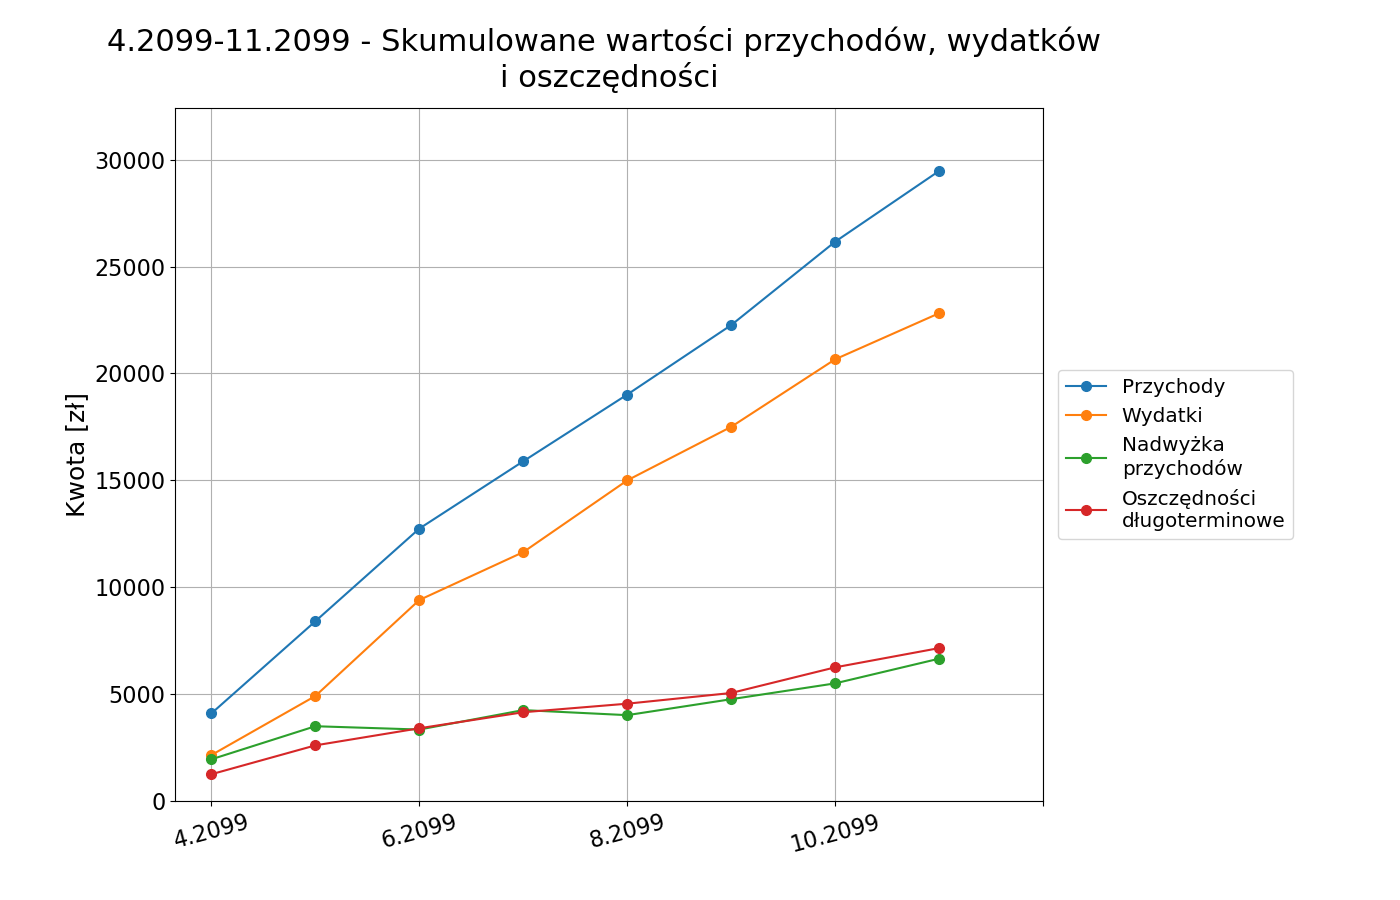 4.2099-11.2099 - Skumulowane wartości przychodów, wydatków
i oszczędności
Kwota [zł]
30000
25000
20000
15000
10000
5000
0
4.2099
6.2099
8.2099
10.2099
Przychody
Wydatki
Nadwyżka
przychodów
Oszczędności
długoterminowe